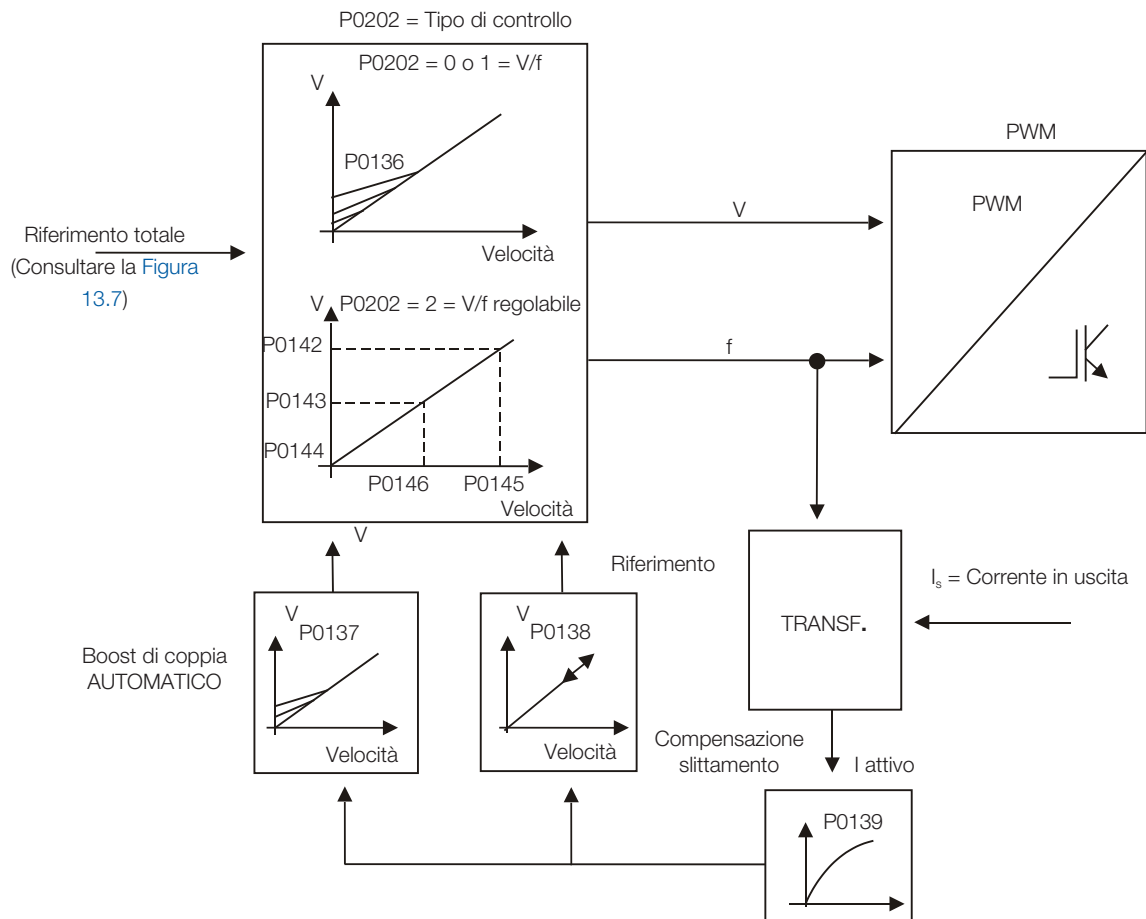 P0202 = Tipo di controllo
P0202 = 0 o 1 = V/f
V
P0136
Velocità
Riferimento totale
(Consultare la Figura
13.7)
V
P0202 = 2 = V/f regolabile
P0142
P0143
P0144
P0146
P0145
Velocità
PWM
PWM
V
f
V
Riferimento
Boost di coppia
AUTOMATICO
V
P0137
Velocità
V
P0138
Velocità
Is = Corrente in uscita
TRANSF.
Compensazione
slittamento
I attivo
P0139